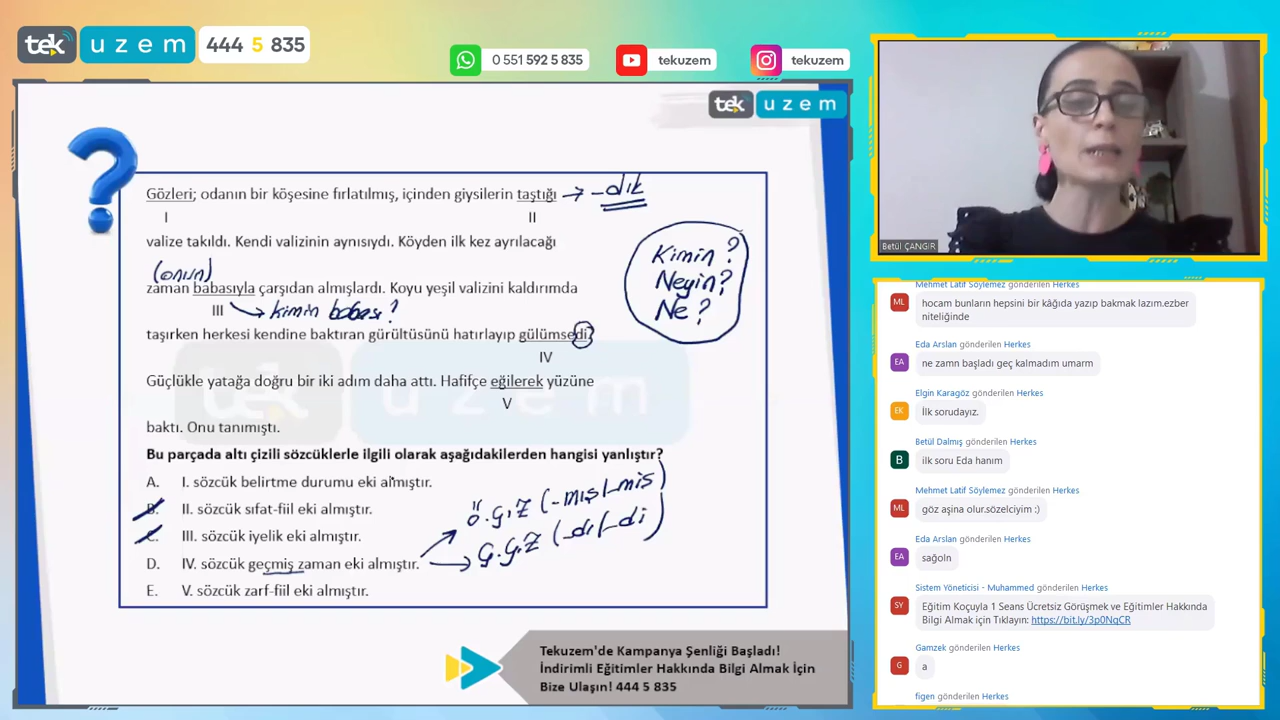 tek uzem 444 5 835
0 551 592 5 835
tekuzem
tekuzem
tek uzem
Gözleri; odanın bir köşesine fırlatılmış, içinden giysilerin taştığı → -dık
I II
valize takıldı. Kendi valizinin aynısıydı. Köyden ilk kez ayrılacağı
(onun)
zaman babasıyla çarşıdan almışlardı. Koyu yeşil valizini kaldırımda
III kimin babası?
taşırken herkesi kendine baktıran gürültüsünü hatırlayıp gülümsedi?
IV
Güçlükle yatağa doğru bir iki adım daha attı. Hafifçe eğilerek yüzüne
V
baktı. Onu tanımıştı.
Kimin?
Neyin?
Ne?
Bu parçada altı çizili sözcüklerle ilgili olarak aşağıdakilerden hangisi yanlıştır?
A. I. sözcük belirtme durumu eki almıştır.
B. II. sözcük sıfat-fiil eki almıştır.
C. III. sözcük iyelik eki almıştır.
D. IV. sözcük geçmiş zaman eki almıştır.
E. V. sözcük zarf-fiil eki almıştır.
Ö.G.Z (-mış/-miş)
G.G.Z (-dı/-di)
uzem
Tekuzem'de Kampanya Şenliği Başladı!
İndirimli Eğitimler Hakkında Bilgi Almak İçin
Bize Ulaşın! 444 5 835
Betül ÇANGIR
Mehmet Latif Söylemez gönderilen Herkes
ML
hocam bunların hepsini bir kâğıda yazıp bakmak lazım.ezber
niteliğinde
Eda Arslan gönderilen Herkes
EA
ne zamn başladı geç kalmadım umarm
Elgin Karagöz gönderilen Herkes
EK
İlk sorudayız.
Betül Dalmış gönderilen Herkes
B
ilk soru Eda hanım
Mehmet Latif Söylemez gönderilen Herkes
ML
göz aşina olur.sözelciyim :)
Eda Arslan gönderilen Herkes
EA
sağoln
Sistem Yöneticisi - Muhammed gönderilen Herkes
SY
Eğitim Koçuyla 1 Seans Ücretsiz Görüşmek ve Eğitimler Hakkında
Bilgi Almak için Tıklayın: https://bit.ly/3p0NqCR
Gamzek gönderilen Herkes
G
a
figen gönderilen Herkes